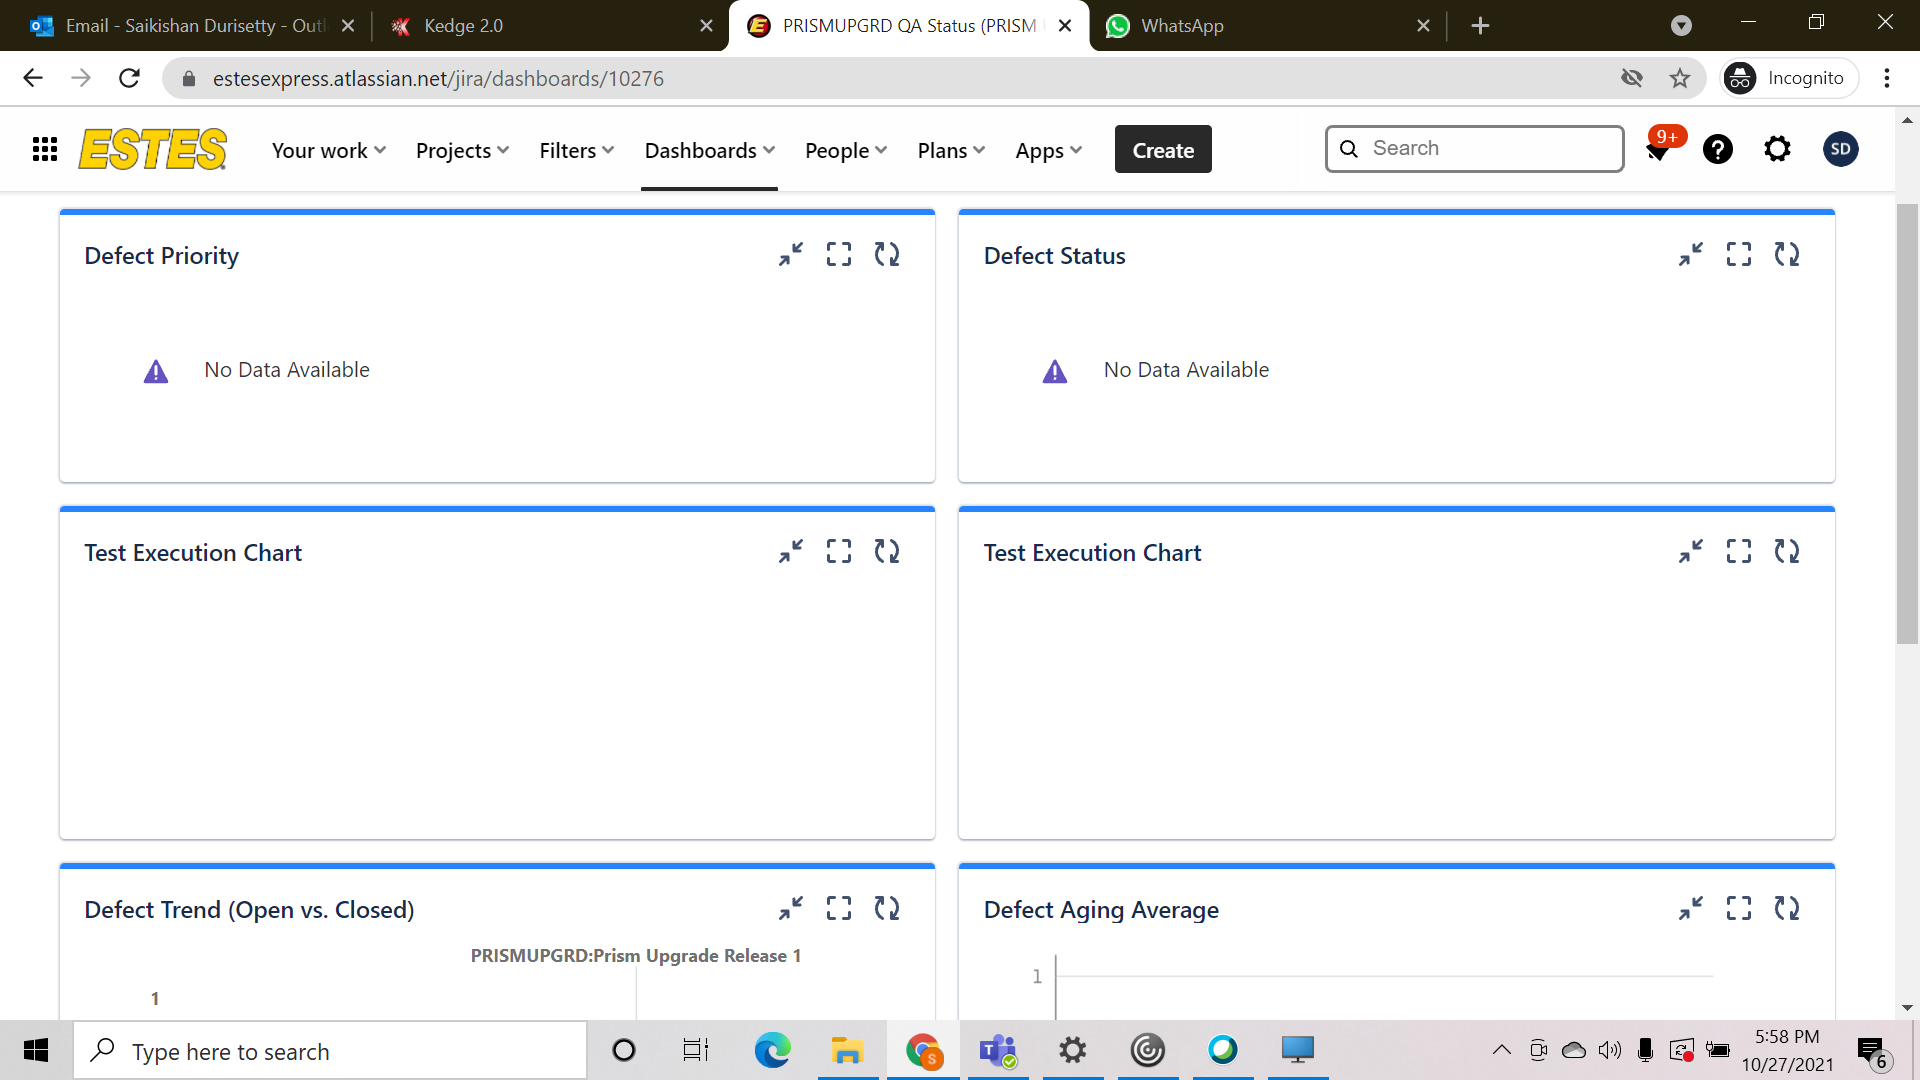 Email - Saikishan Durisetty - Outl
Kedge 2.0
PRISMUPGRD QA Status (PRISM
WhatsApp
estesexpress.atlassian.net/jira/dashboards/10276
Incognito
ESTES
Your work
Projects
Filters
Dashboards
People
Plans
Apps
Create
Search
9+
SD
Defect Priority
No Data Available
Defect Status
No Data Available
Test Execution Chart
Test Execution Chart
Defect Trend (Open vs. Closed)
PRISMUPGRD:Prism Upgrade Release 1
1
Defect Aging Average
1
Type here to search
S
5:58 PM
10/27/2021
6